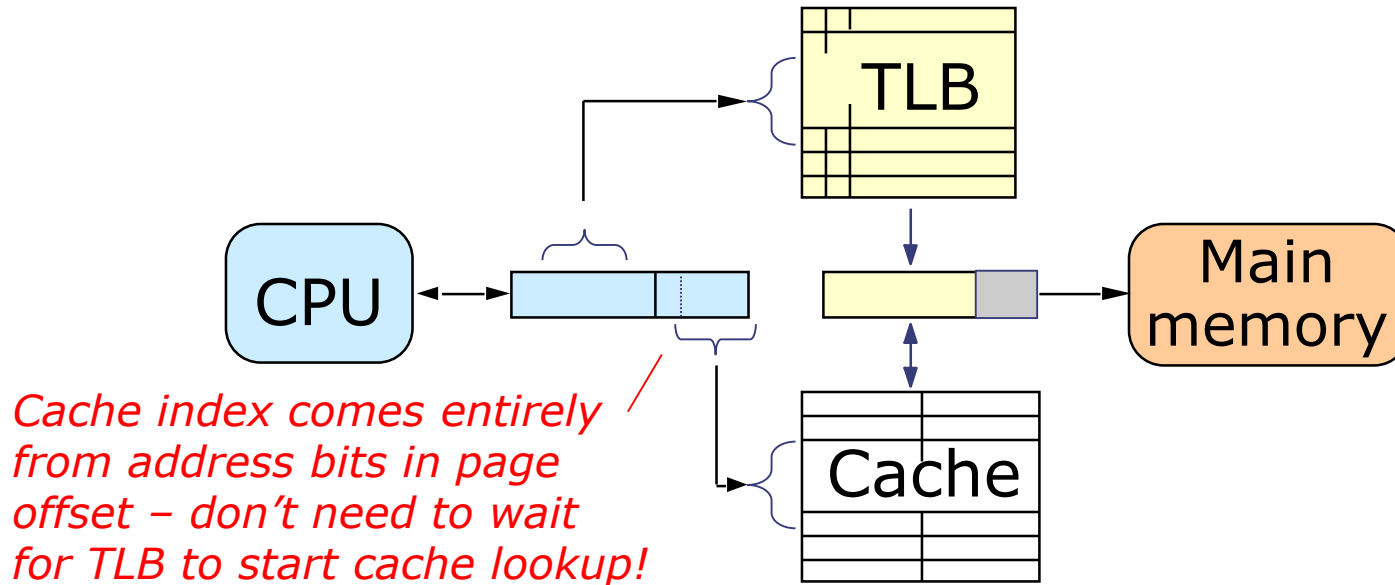 TLB
CPU
Main
memory
Cache index comes entirely
from address bits in page
offset – don’t need to wait
for TLB to start cache lookup!
Cache